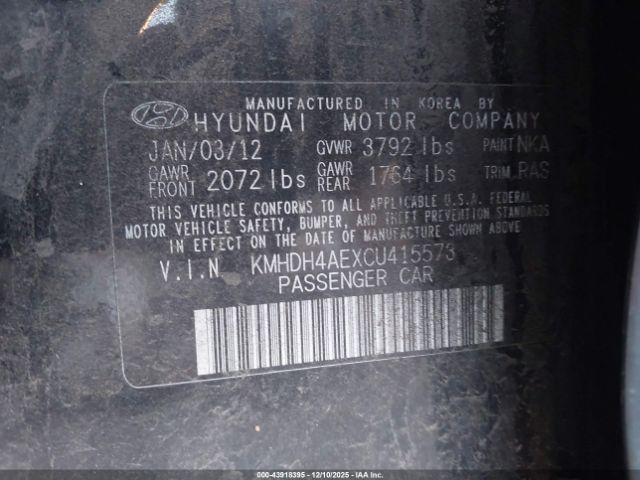 MANUFACTURED IN KOREA BY
HYUNDAI MOTOR COMPANY
JAN/03/12 GVWR 3792 lbs PAINT NKA
GAWR FRONT 2072 lbs GAWR REAR 1764 lbs TRIM RAS
THIS VEHICLE CONFORMS TO ALL APPLICABLE U.S.A. FEDERAL
MOTOR VEHICLE SAFETY, BUMPER, AND THEFT PREVENTION STANDARDS
IN EFFECT ON THE DATE OF MANUFACTURE SHOWN ABOVE.
V.I.N. KMHDH4AEXCU415573
PASSENGER CAR
000-43918395 - 12/10/2025 - IAA Inc.